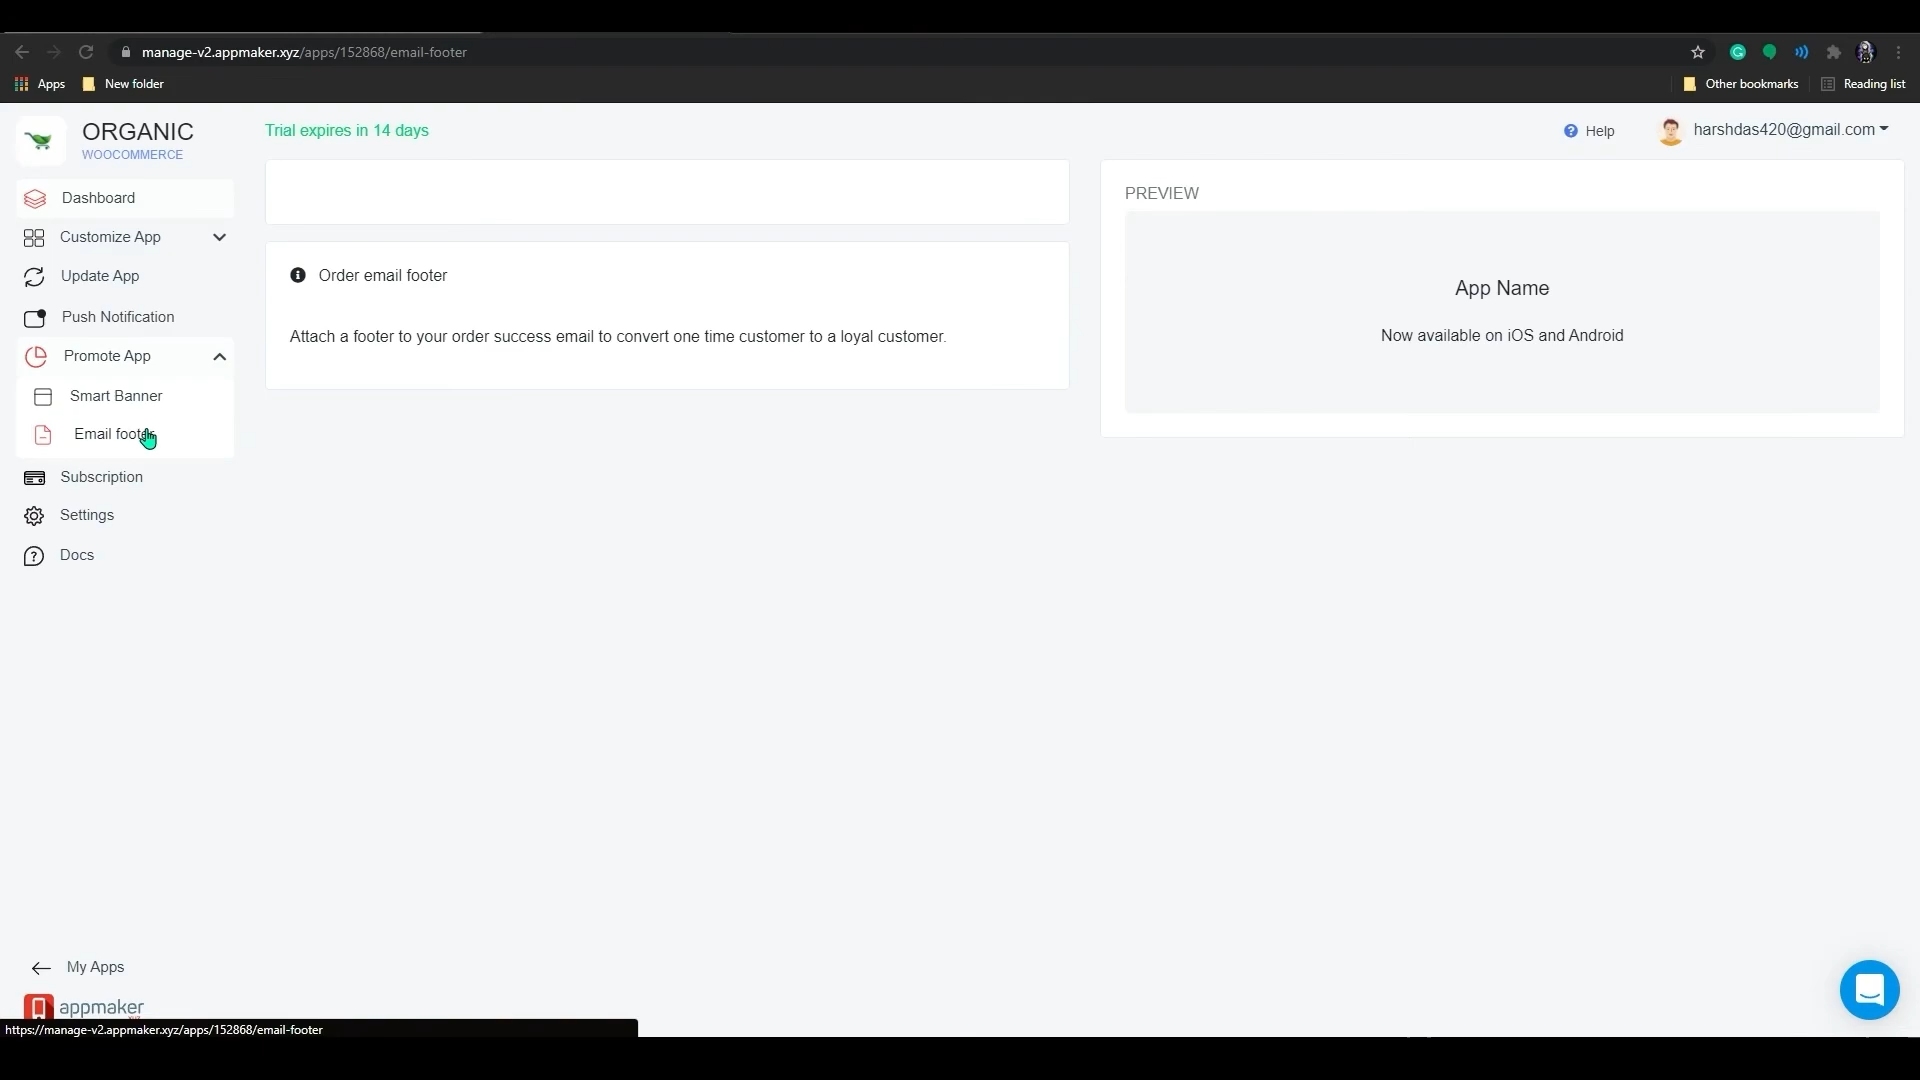 manage-v2.appmaker.xyz/apps/152868/email-footer
Apps
New folder
Other bookmarks
Reading list
ORGANIC
WOOCOMMERCE
Trial expires in 14 days
Help
harshdas420@gmail.com
Dashboard
Customize App
Update App
Push Notification
Promote App
Smart Banner
Email footer
Subscription
Settings
Docs
Order email footer
Attach a footer to your order success email to convert one time customer to a loyal customer.
PREVIEW
App Name
Now available on iOS and Android
My Apps
appmaker
https://manage-v2.appmaker.xyz/apps/152868/email-footer